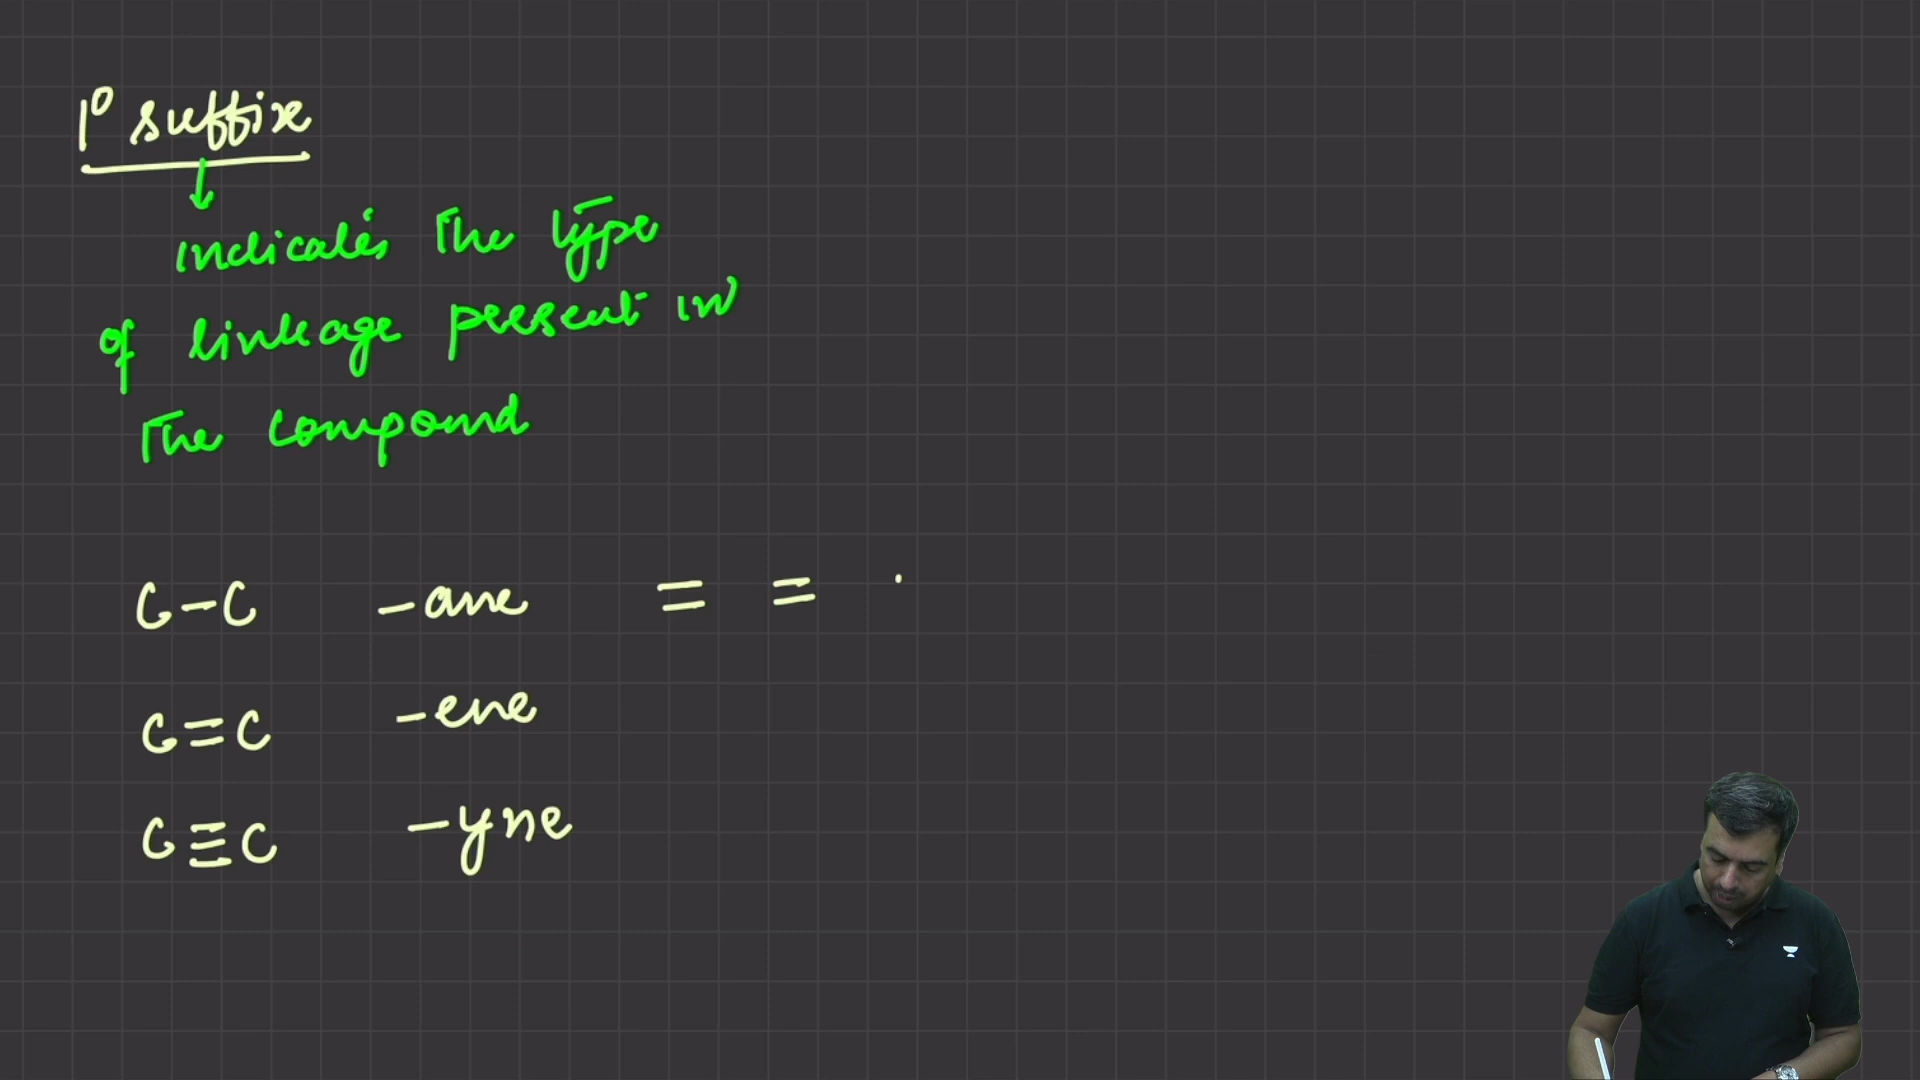 1° suffix
↓
indicates the type
of linkage present in
the compound
C-C -ane = =
C=C -ene
C≡C -yne